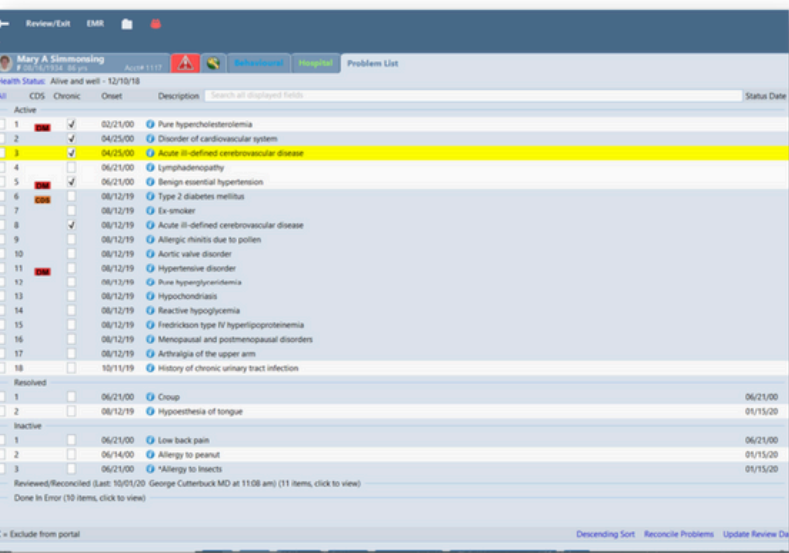 Review/Exit EMR
Mary A Simmonsing
F 08/14/1934 86 yrs Acct# 1117 Behavioral Hospital Problem List
Health Status: Alive and well - 12/10/18
All CDS Chronic Onset Description Search all displayed fields Status Date
Active
1 DM 02/21/00 Pure hypercholesterolemia
2 04/25/00 Disorder of cardiovascular system
3 04/25/00 Acute ill-defined cerebrovascular disease
4 06/21/00 Lymphadenopathy
5 DM 06/21/00 Benign essential hypertension
6 CDS 08/12/19 Type 2 diabetes mellitus
7 08/12/19 Ex-smoker
8 08/12/19 Acute ill-defined cerebrovascular disease
9 08/12/19 Allergic rhinitis due to pollen
10 08/12/19 Aortic valve disorder
11 DM 08/12/19 Hypertensive disorder
12 08/12/19 Pure hyperglyceridemia
13 08/12/19 Hypochondriasis
14 08/12/19 Reactive hypoglycemia
15 08/12/19 Fredrickson type IV hyperlipoproteinemia
16 08/12/19 Menopausal and postmenopausal disorders
17 08/12/19 Arthralgia of the upper arm
18 10/11/19 History of chronic urinary tract infection
Resolved
1 06/21/00 Croup 06/21/00
2 08/12/19 Hypoesthesia of tongue 01/15/20
Inactive
1 06/21/00 Low back pain 06/21/00
2 06/14/00 Allergy to peanut 01/15/20
3 06/21/00 *Allergy to Insects 01/15/20
Reviewed/Reconciled (Last: 10/01/20 George Cutterbuck MD at 11:08 am) (11 items, click to view)
Done In Error (10 items, click to view)
= Exclude from portal Descending Sort Reconcile Problems Update Review Da